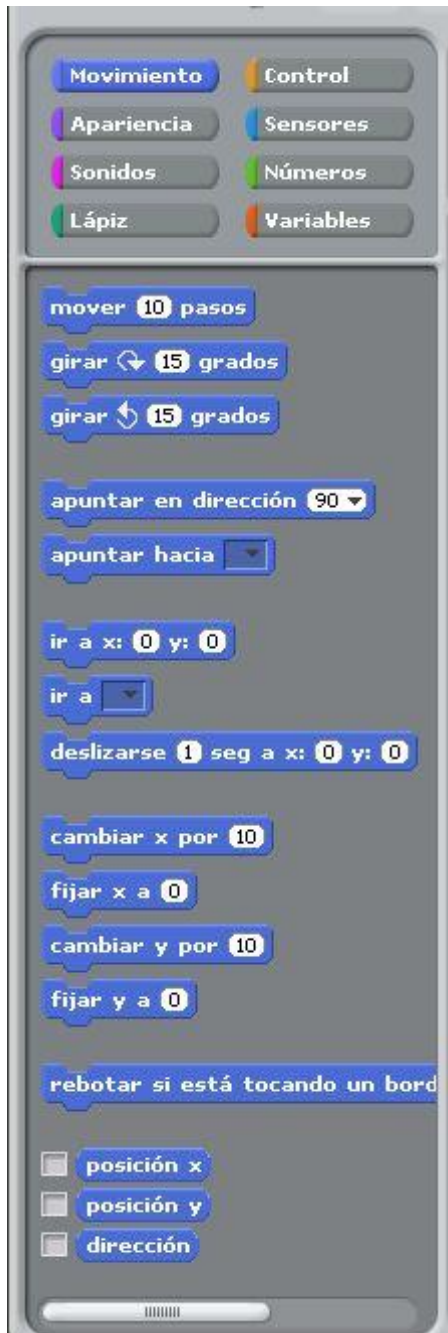 Movimiento Control
Apariencia Sensores
Sonidos Números
Lápiz Variables
mover 10 pasos
girar 15 grados
girar 15 grados
apuntar en dirección 90
apuntar hacia
ir a x: 0 y: 0
ir a
deslizarse 1 seg a x: 0 y: 0
cambiar x por 10
fijar x a 0
cambiar y por 10
fijar y a 0
rebotar si está tocando un bord
posición x
posición y
dirección